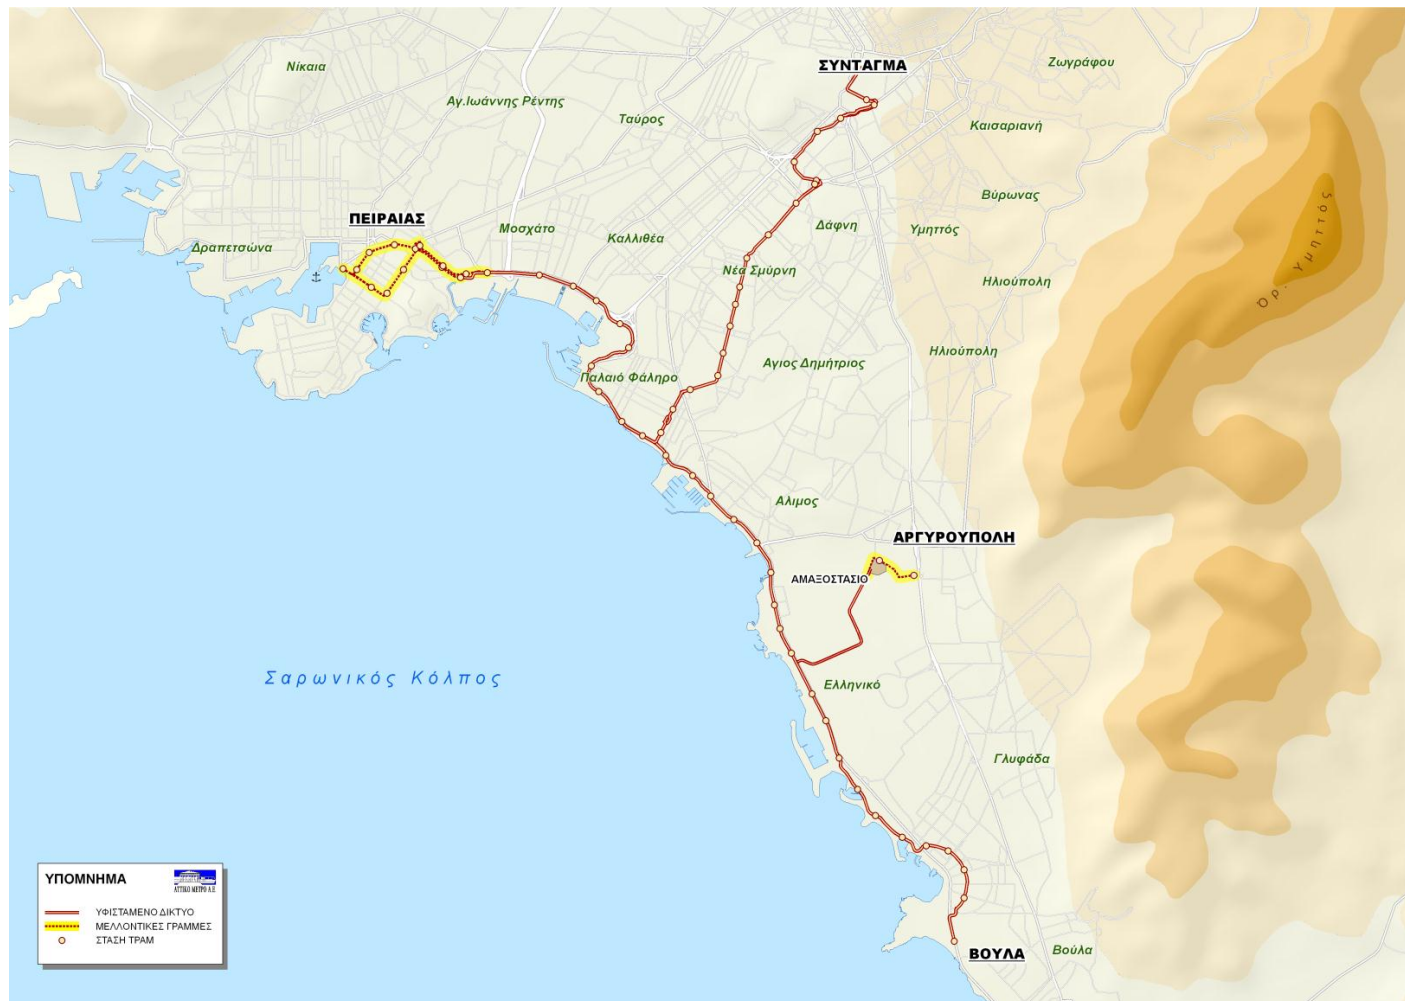 ΣΥΝΤΑΓΜΑ
Ζωγράφου
Νίκαια
Αγ.Ιωάννης Ρέντης
Ταύρος
Καισαριανή
Βύρωνας
ΠΕΙΡΑΙΑΣ
Μοσχάτο
Δάφνη
Υμηττός
Όρ. Υμηττός
Δραπετσώνα
Καλλιθέα
Νέα Σμύρνη
Ηλιούπολη
Ηλιούπολη
Αγιος Δημήτριος
Παλαιό Φάληρο
Αλιμος
ΑΡΓΥΡΟΥΠΟΛΗ
ΑΜΑΞΟΣΤΑΣΙΟ
Σαρωνικός Κόλπος
Ελληνικό
Γλυφάδα
ΥΠΟΜΝΗΜΑ
ΑΤΤΙΚΟ ΜΕΤΡΟ Α.Ε.
ΥΦΙΣΤΑΜΕΝΟ ΔΙΚΤΥΟ
ΜΕΛΛΟΝΤΙΚΕΣ ΓΡΑΜΜΕΣ
ΣΤΑΣΗ ΤΡΑΜ
ΒΟΥΛΑ
Βούλα